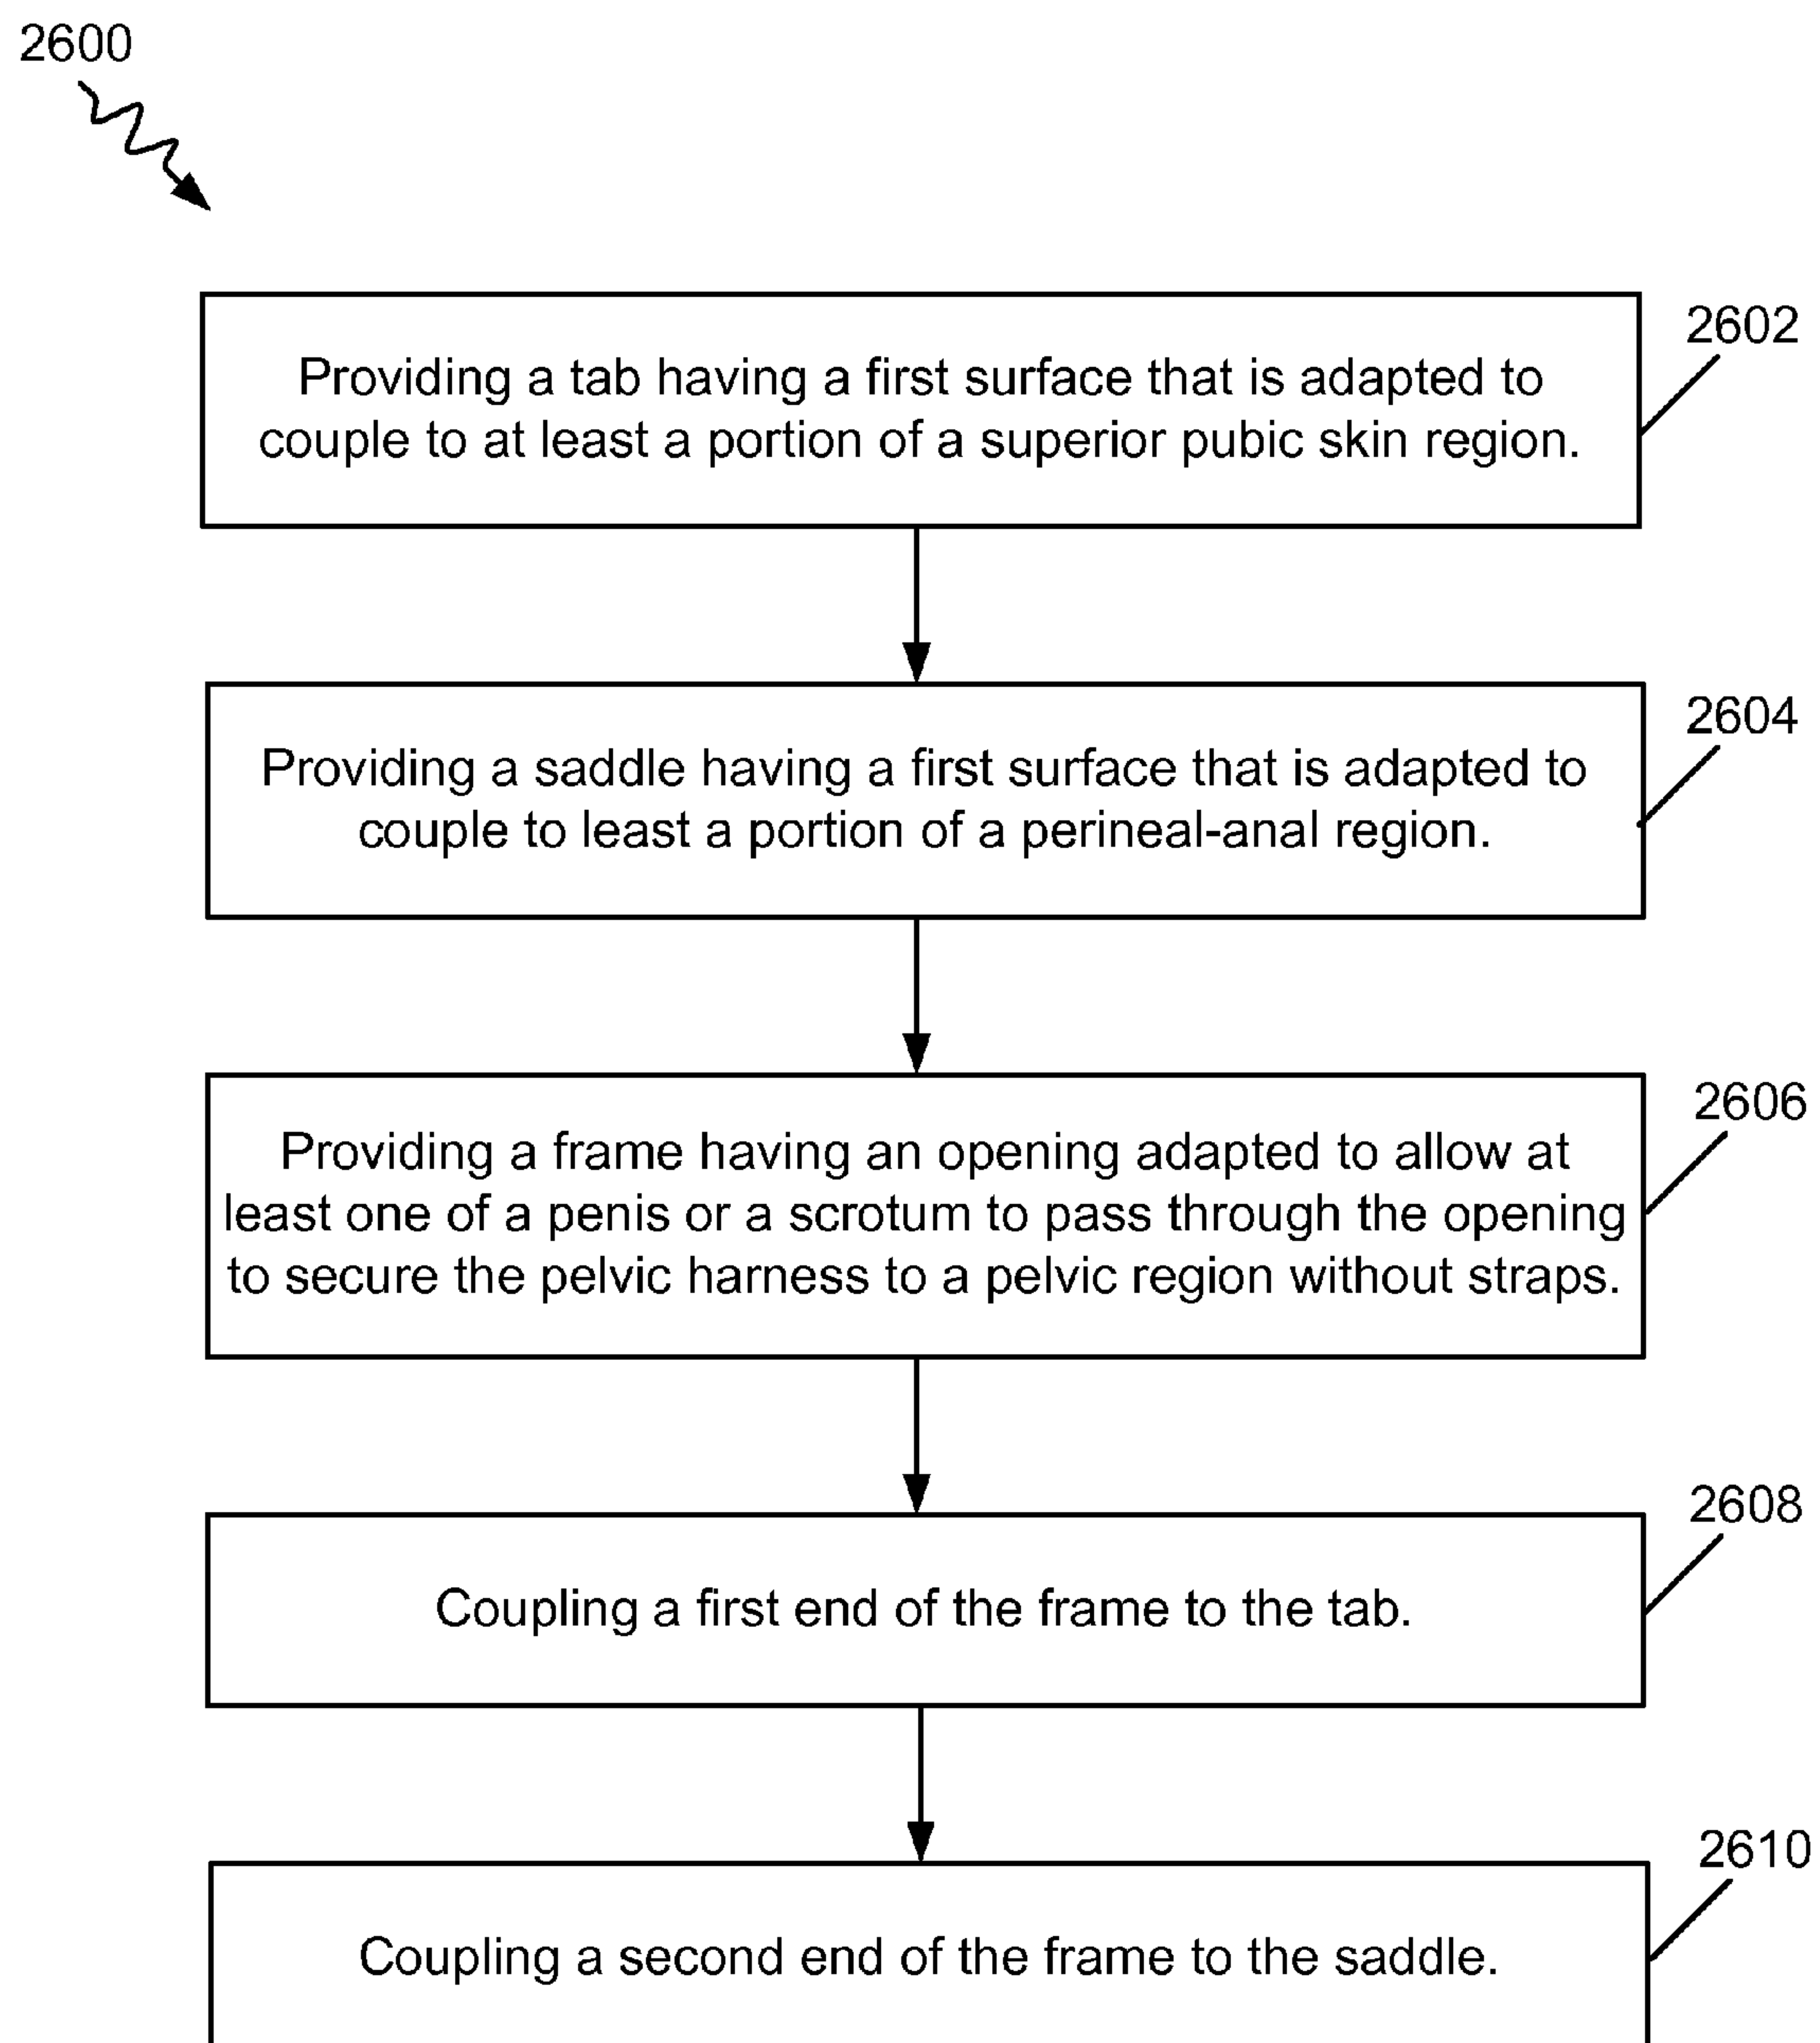 2600
2602
Providing a tab having a first surface that is adapted to
couple to at least a portion of a superior pubic skin region.
2604
Providing a saddle having a first surface that is adapted to
couple to least a portion of a perineal-anal region.
2606
Providing a frame having an opening adapted to allow at
least one of a penis or a scrotum to pass through the opening
to secure the pelvic harness to a pelvic region without straps.
2608
Coupling a first end of the frame to the tab.
2610
Coupling a second end of the frame to the saddle.